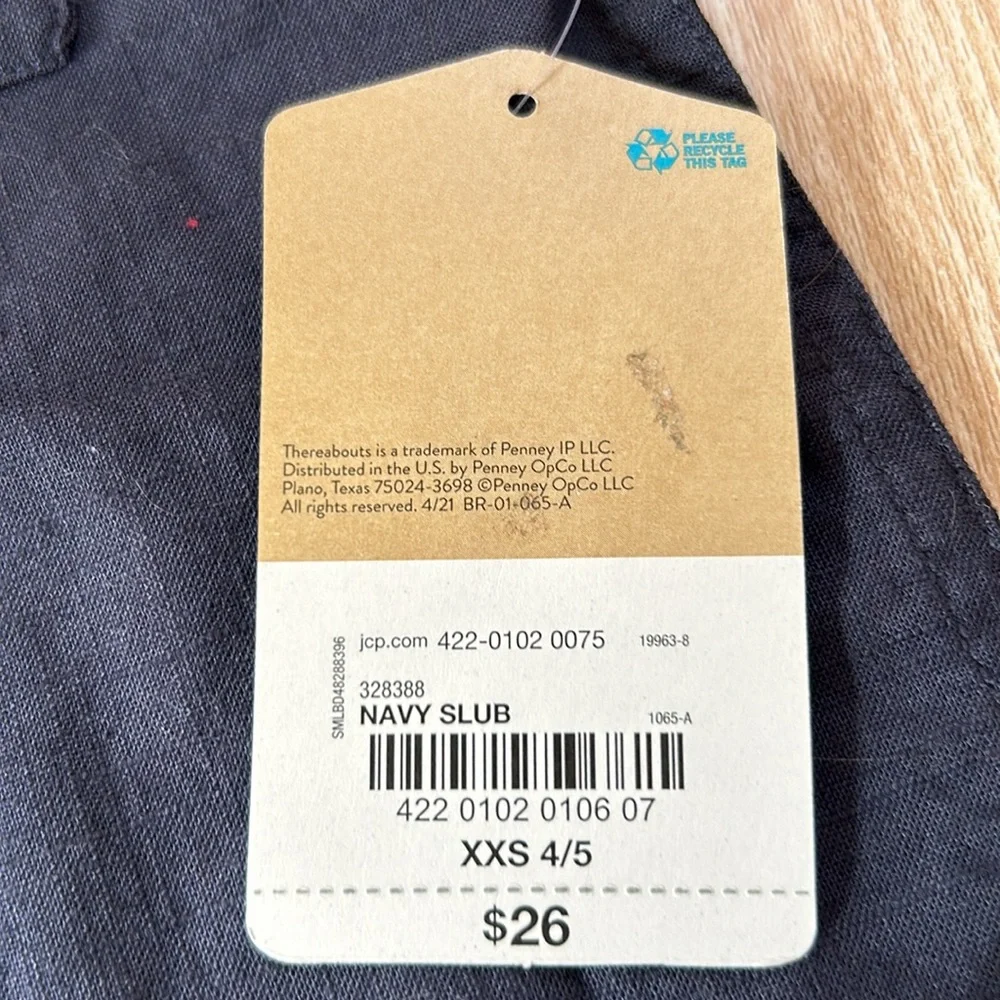 PLEASE
RECYCLE
THIS TAG
Thereabouts is a trademark of Penney IP LLC.
Distributed in the U.S. by Penney OpCo LLC
Plano, Texas 75024-3698 ©Penney OpCo LLC
All rights reserved. 4/21 BR-01-065-A
SMLBD48288396
jcp.com 422-0102 0075 19963-8
328388
NAVY SLUB 1065-A
422 0102 0106 07
XXS 4/5
$26